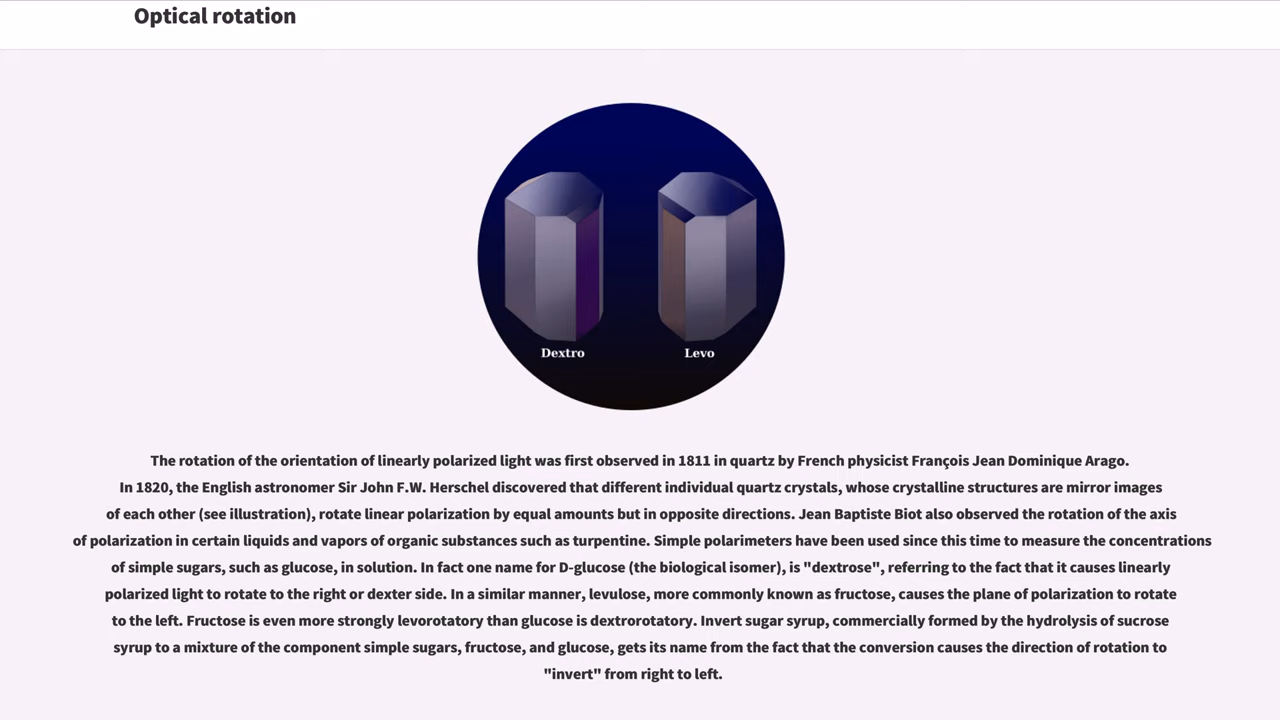 Optical rotation
Dextro
Levo
The rotation of the orientation of linearly polarized light was first observed in 1811 in quartz by French physicist François Jean Dominique Arago.
In 1820, the English astronomer Sir John F.W. Herschel discovered that different individual quartz crystals, whose crystalline structures are mirror images
of each other (see illustration), rotate linear polarization by equal amounts but in opposite directions. Jean Baptiste Biot also observed the rotation of the axis
of polarization in certain liquids and vapors of organic substances such as turpentine. Simple polarimeters have been used since this time to measure the concentrations
of simple sugars, such as glucose, in solution. In fact one name for D-glucose (the biological isomer), is "dextrose", referring to the fact that it causes linearly
polarized light to rotate to the right or dexter side. In a similar manner, levulose, more commonly known as fructose, causes the plane of polarization to rotate
to the left. Fructose is even more strongly levorotatory than glucose is dextrorotatory. Invert sugar syrup, commercially formed by the hydrolysis of sucrose
syrup to a mixture of the component simple sugars, fructose, and glucose, gets its name from the fact that the conversion causes the direction of rotation to
"invert" from right to left.